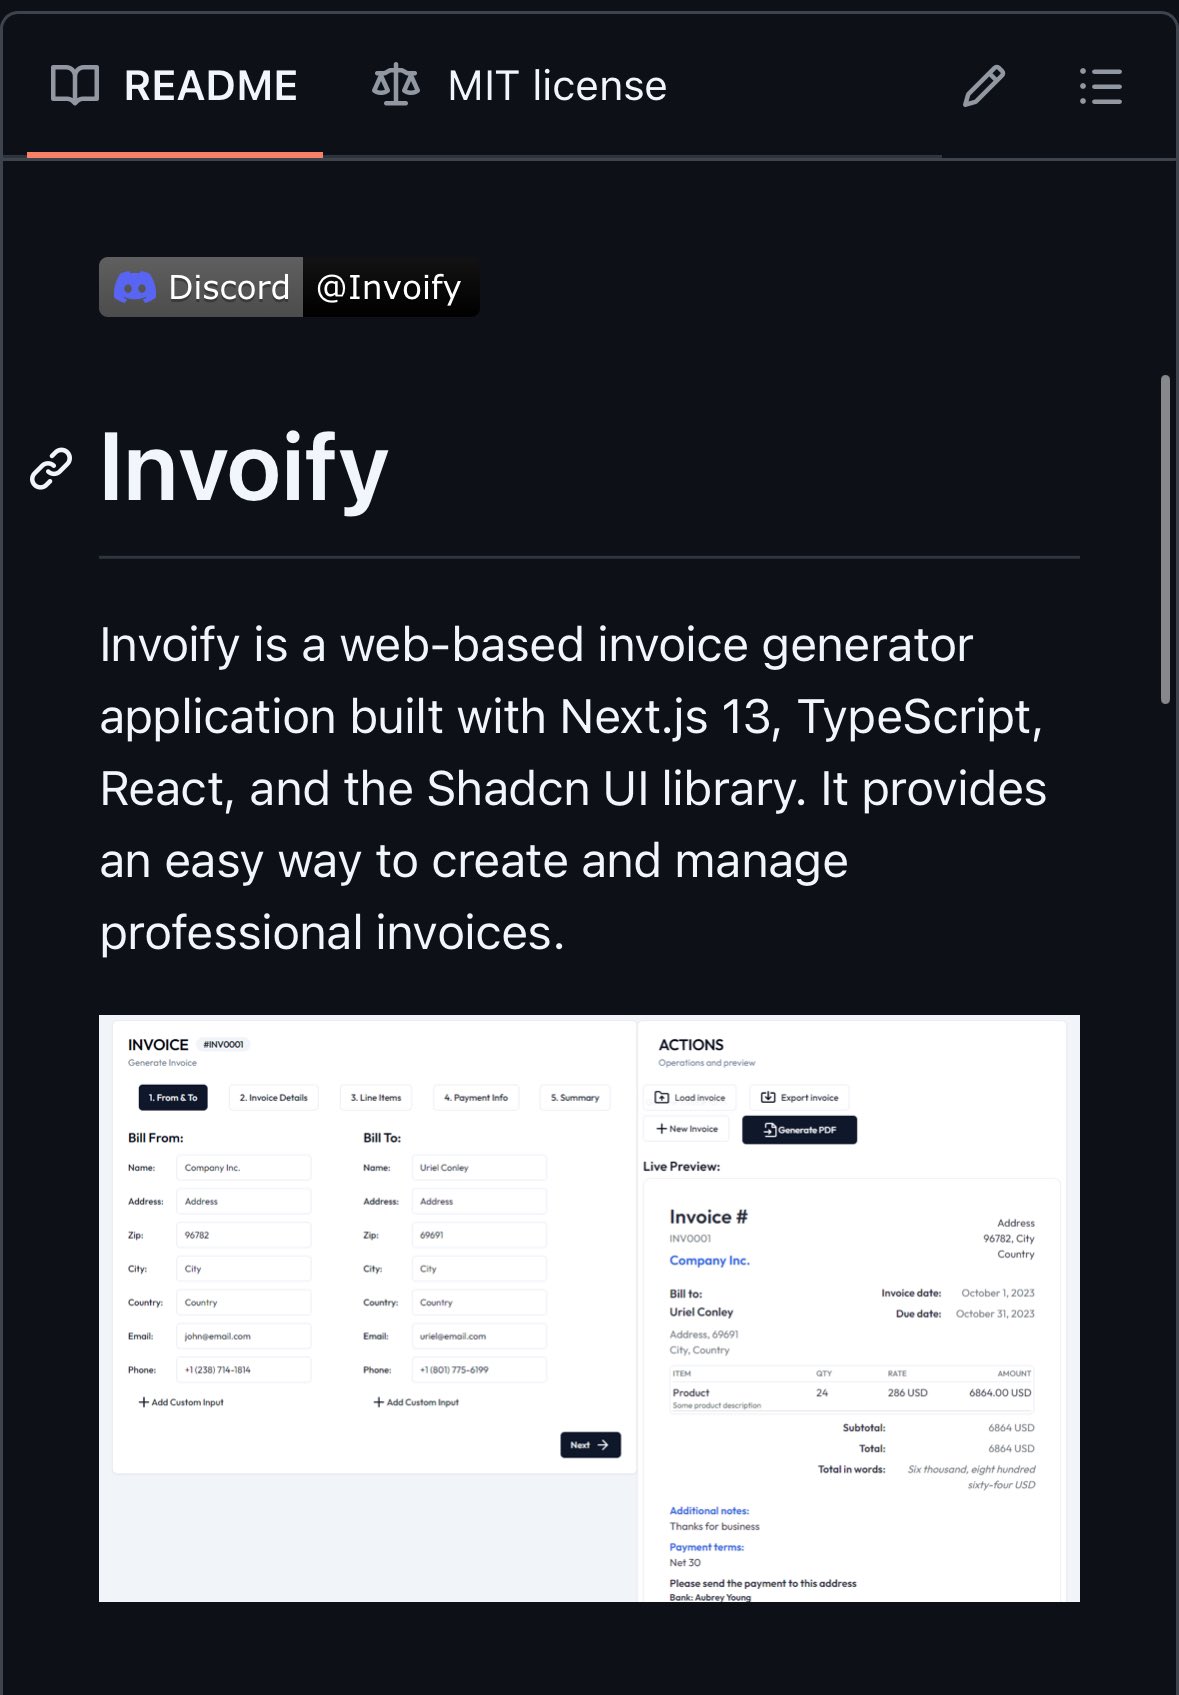 README
MIT license
Discord @Invoify
Invoify
Invoify is a web-based invoice generator
application built with Next.js 13, TypeScript,
React, and the Shadcn UI library. It provides
an easy way to create and manage
professional invoices.
INVOICE #INV0001
Generate Invoice
1. From & To
2. Invoice Details
3. Line Items
4. Payment Info
5. Summary
Bill From:
Name: Company Inc.
Address: Address
Zip: 96782
City: City
Country: Country
Email: john@email.com
Phone: +1 (238) 714-1814
Add Custom Input
Bill To:
Name: Uriel Conley
Address: Address
Zip: 69691
City: City
Country: Country
Email: uriel@email.com
Phone: +1 (801) 775-6199
Add Custom Input
Next
ACTIONS
Operations and preview
Load invoice
Export invoice
New Invoice
Generate PDF
Live Preview:
Invoice #
INV0001
Company Inc.
Address
96782, City
Country
Bill to:
Uriel Conley
Address, 69691
City, Country
Invoice date: October 1, 2023
Due date: October 31, 2023
ITEM QTY RATE AMOUNT
Product 24 286 USD 6864.00 USD
Some product description
Subtotal: 6864 USD
Total: 6864 USD
Total in words: Six thousand, eight hundred
sixty-four USD
Additional notes:
Thanks for business
Payment terms:
Net 30
Please send the payment to this address
Bank: Aubrey Young